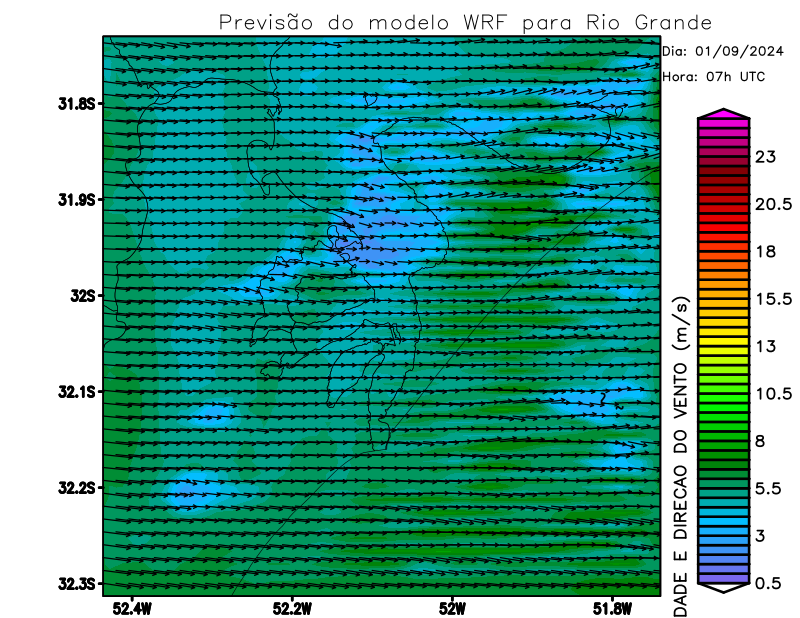 Previsão do modelo WRF para Rio Grande
Dia: 01/09/2024
Hora: 07h UTC
31.8S
31.9S
32S
32.1S
32.2S
32.3S
52.4W
52.2W
52W
51.8W
DADE E DIRECAO DO VENTO (m/s)
23
20.5
18
15.5
13
10.5
8
5.5
3
0.5